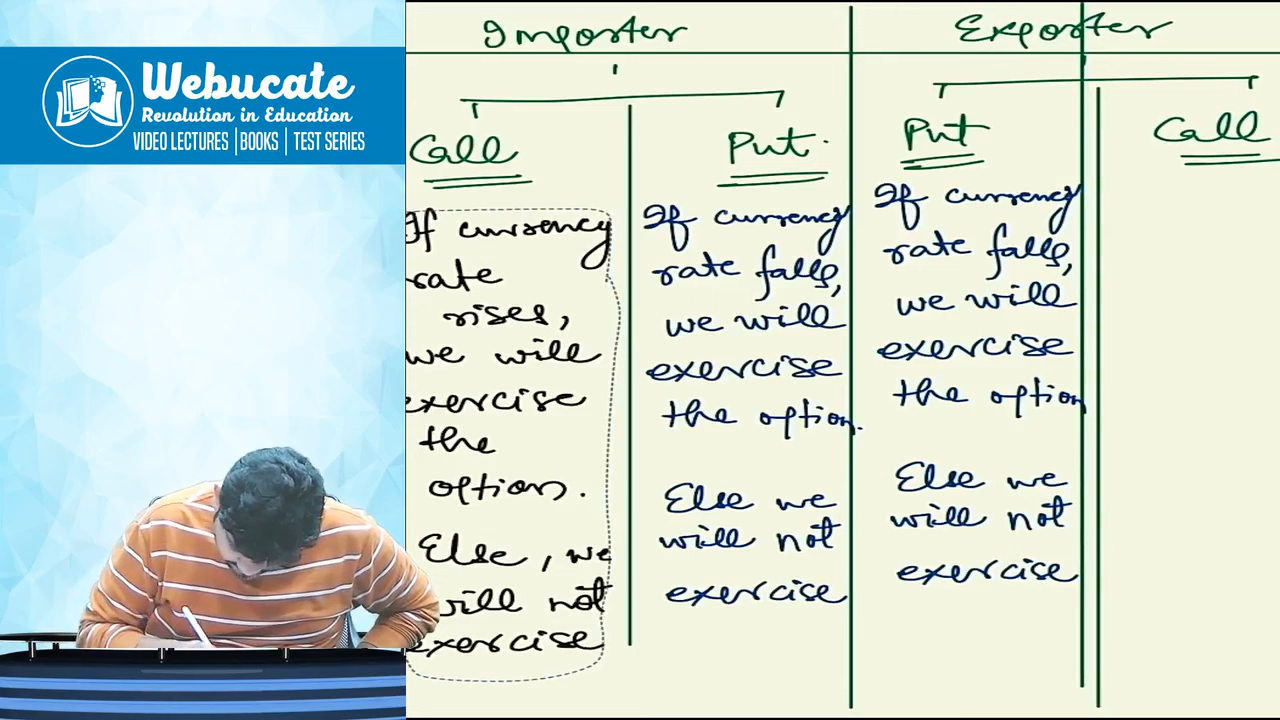 Webucate
Revolution in Education
VIDEO LECTURES | BOOKS | TEST SERIES
Importer
Exporter
Call
If currency
rate
rises,
we will
exercise
the
option.
Else, we
will not
exercise
Put.
If currency
rate falls,
we will
exercise
the option.
Else we
will not
exercise
Put
If currency
rate falls,
we will
exercise
the option
Else we
will not
exercise
Call